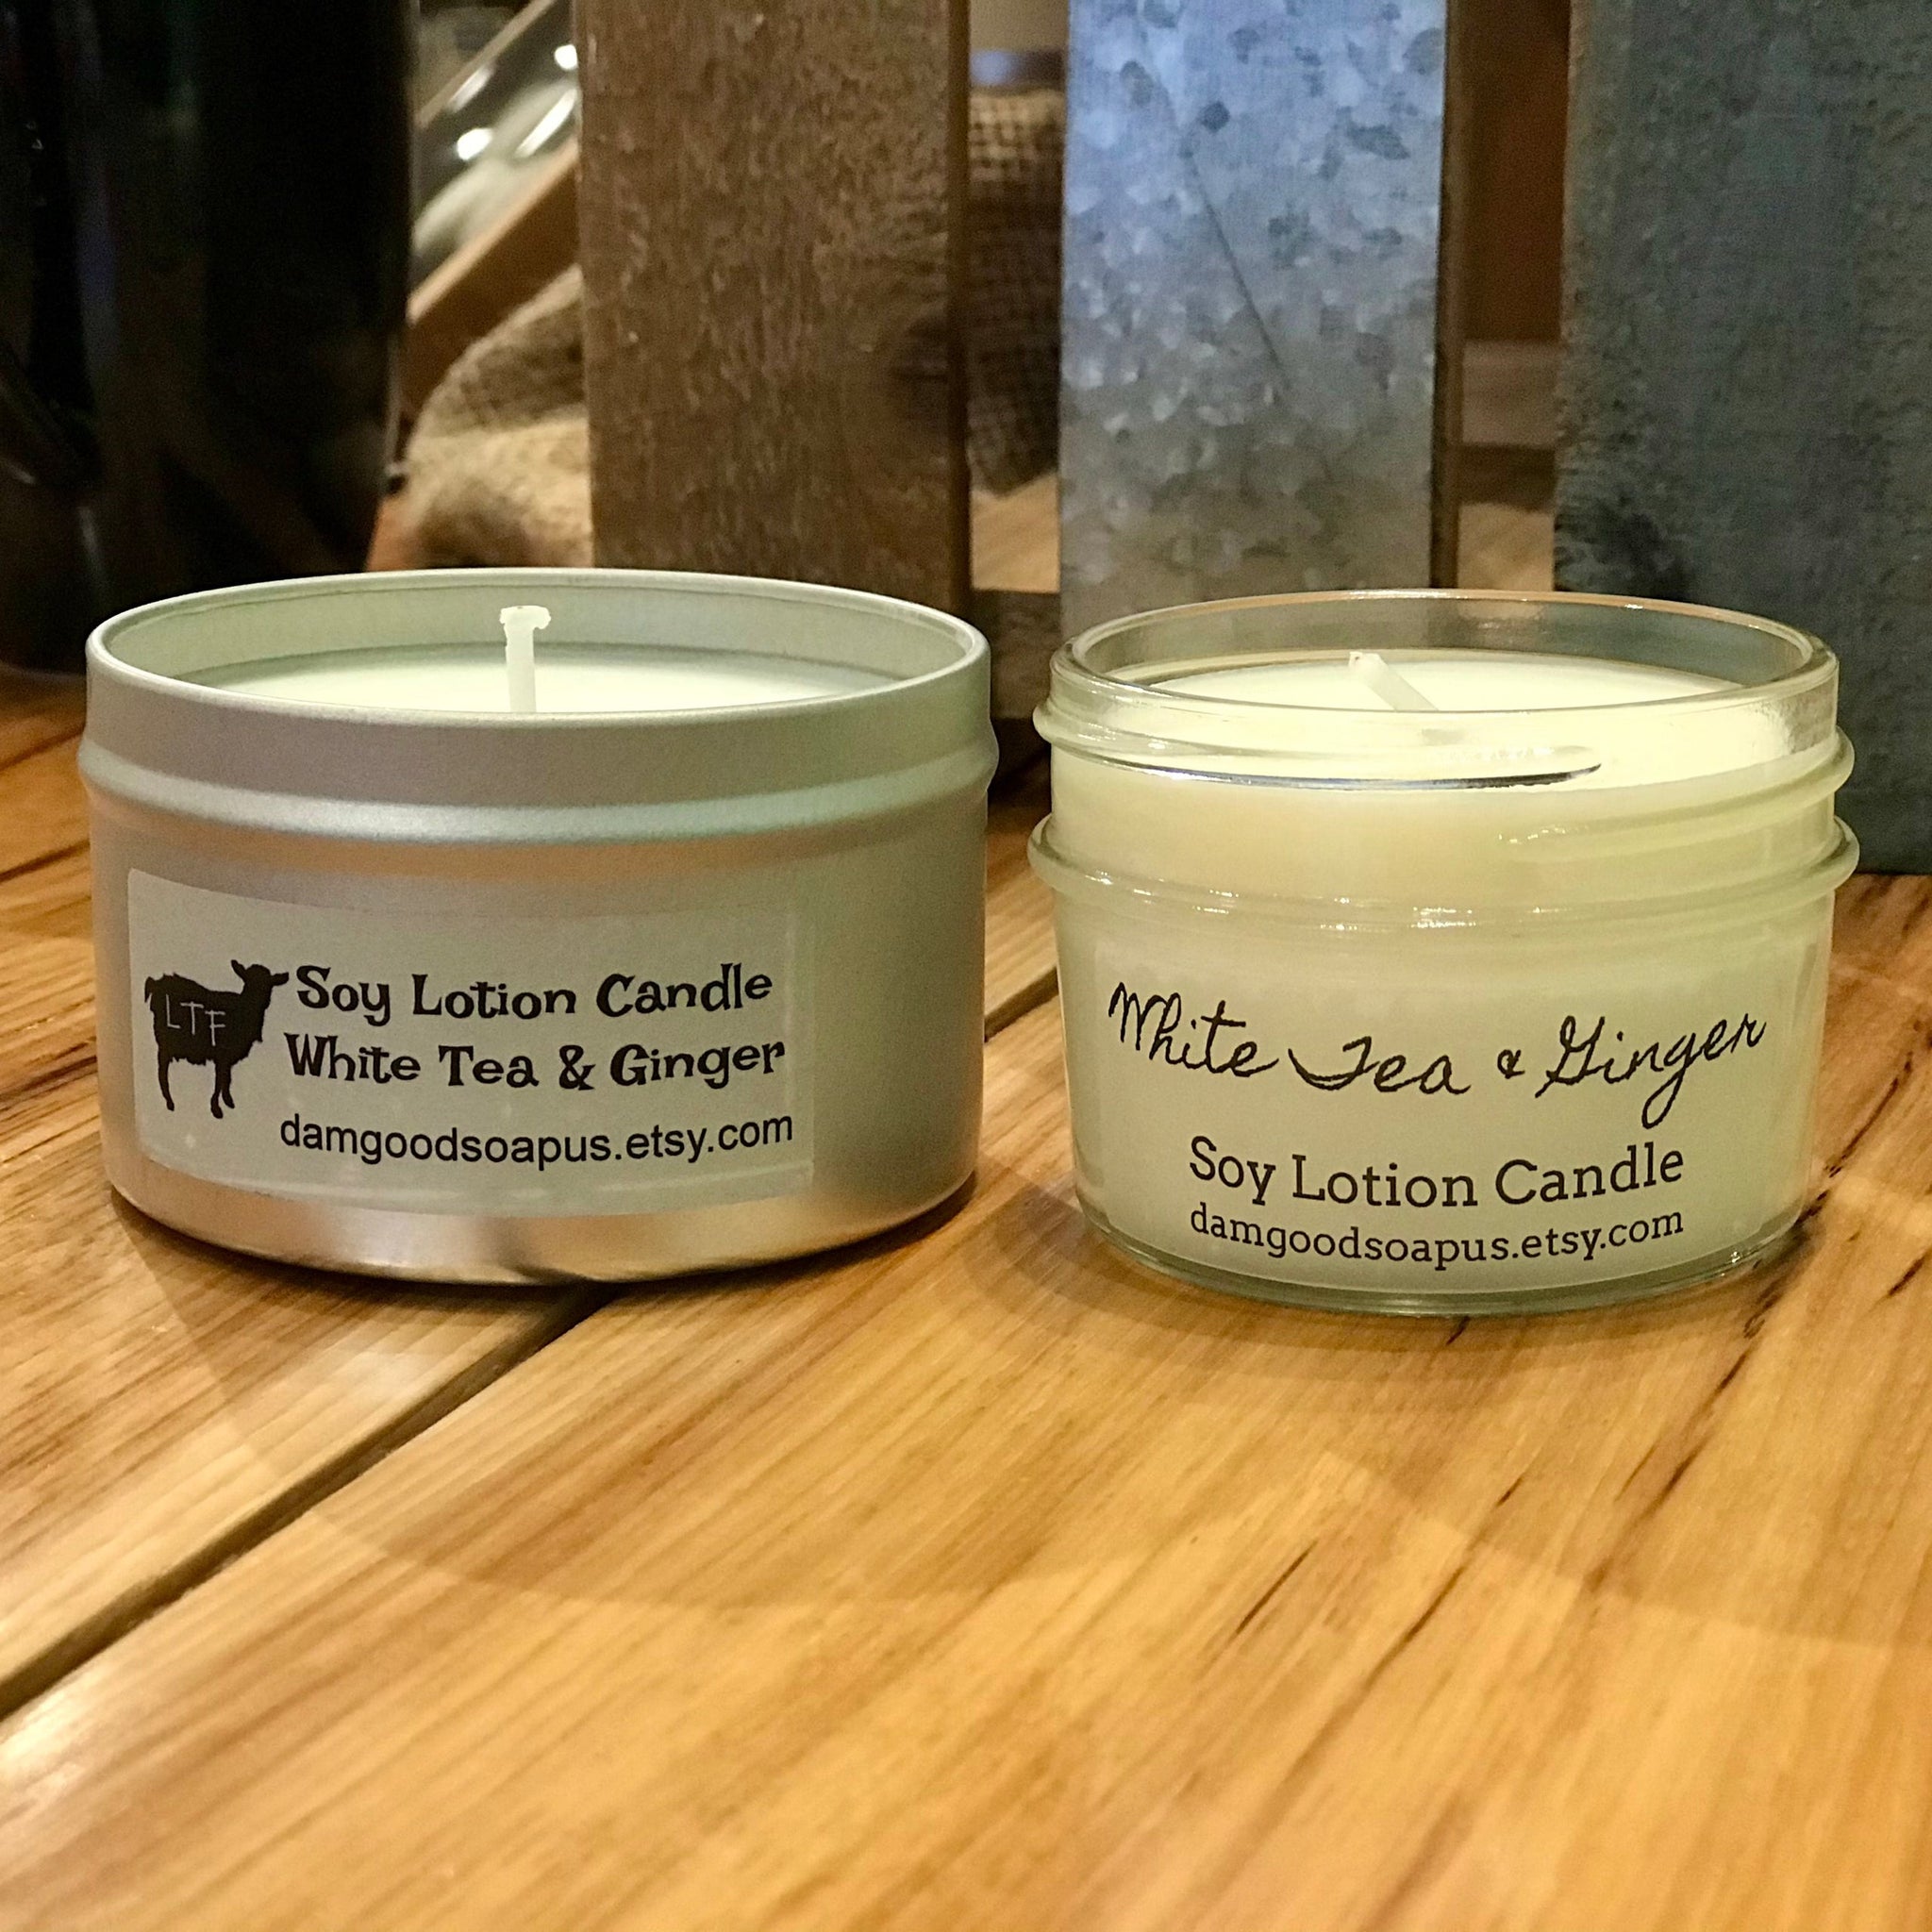 LTF
Soy Lotion Candle
White Tea & Ginger
damgoodsoapus.etsy.com
White Tea & Ginger
Soy Lotion Candle
damgoodsoapus.etsy.com